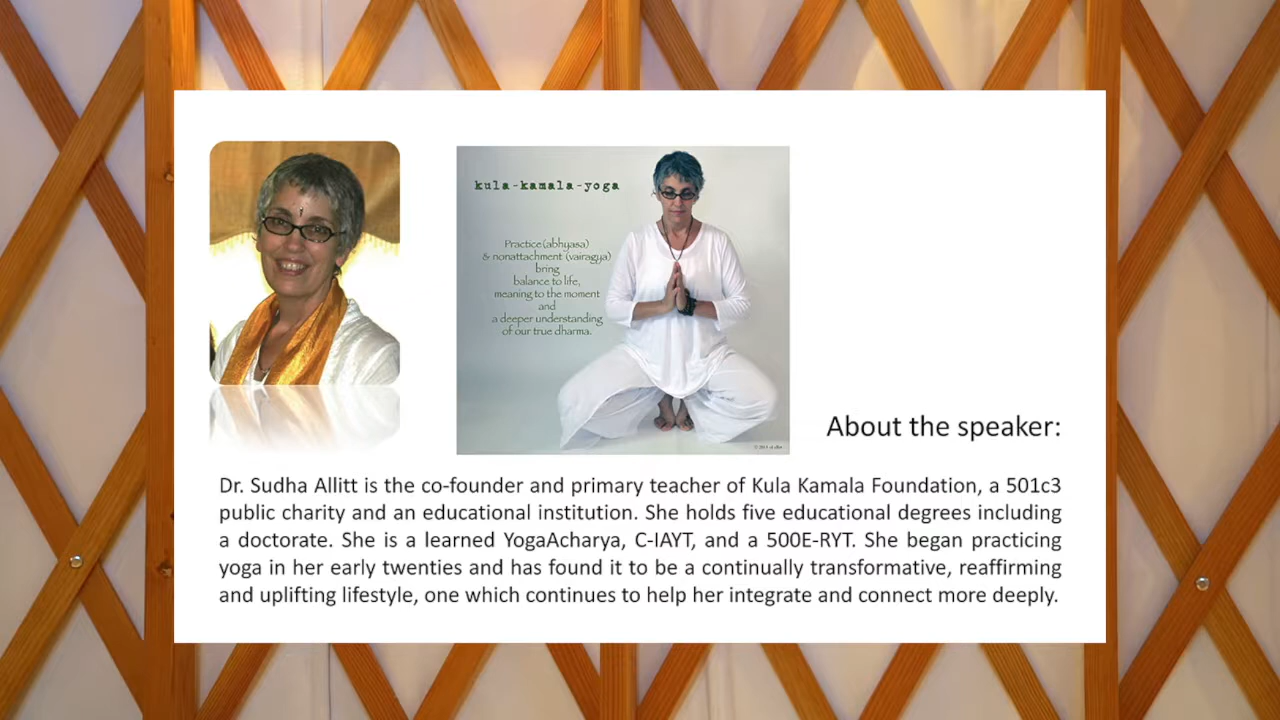 kula-kamala-yoga
Practice (abhyasa)
& nonattachment (vairagya)
bring
balance to life,
meaning to the moment
and
a deeper understanding
of our true dharma.
About the speaker:
Dr. Sudha Allitt is the co-founder and primary teacher of Kula Kamala Foundation, a 501c3
public charity and an educational institution. She holds five educational degrees including
a doctorate. She is a learned YogaAcharya, C-IAYT, and a 500E-RYT. She began practicing
yoga in her early twenties and has found it to be a continually transformative, reaffirming
and uplifting lifestyle, one which continues to help her integrate and connect more deeply.